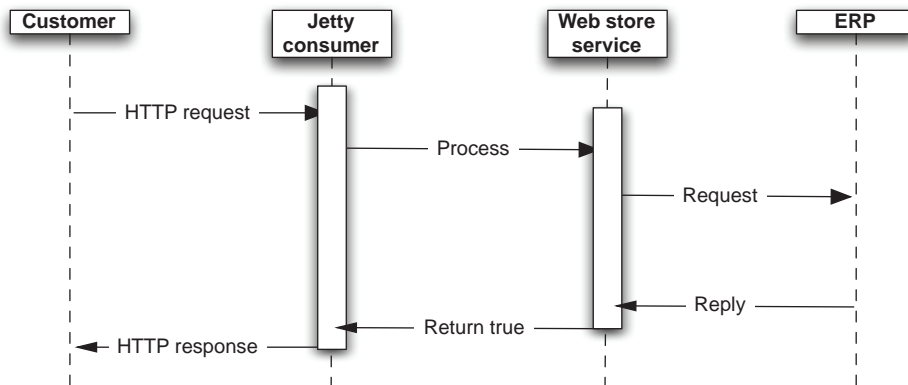 Customer
Jetty
consumer
Web store
service
ERP
HTTP request
Process
Request
Reply
Return true
HTTP response